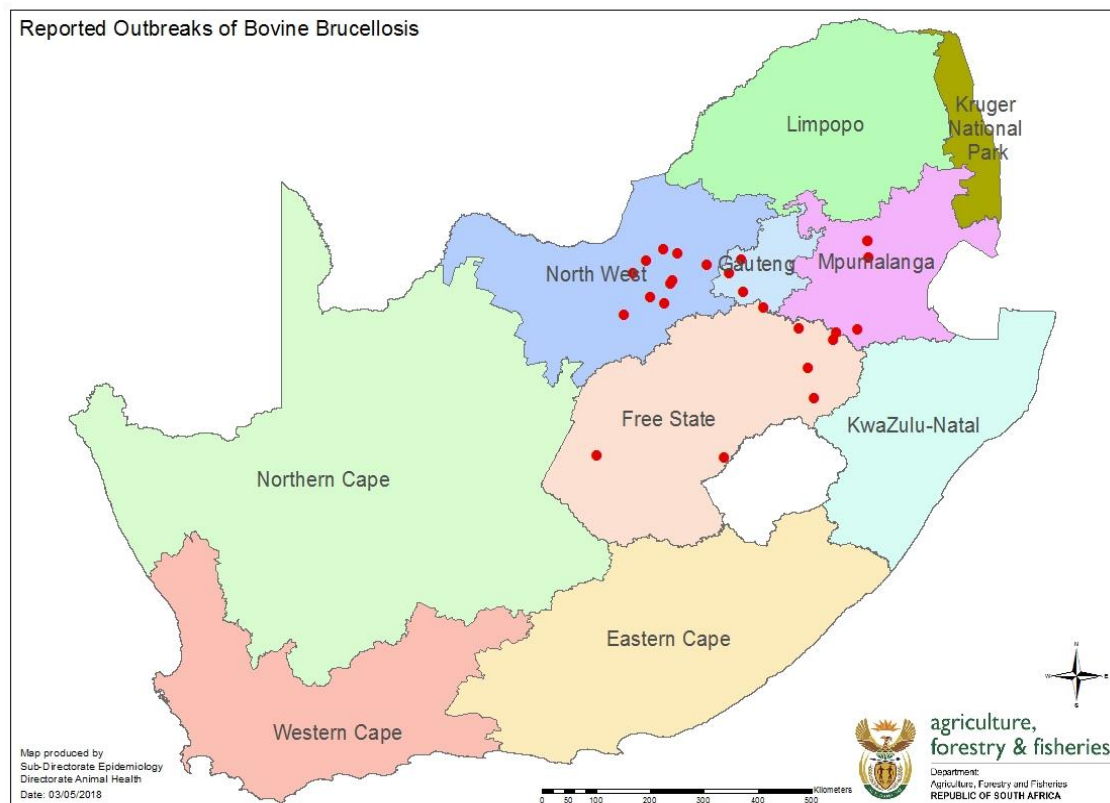 Reported Outbreaks of Bovine Brucellosis
Limpopo
Kruger
National
Park
North West
Gauteng
Mpumalanga
Free State
KwaZulu-Natal
Northern Cape
Eastern Cape
Western Cape
N
W
E
S
Map produced by
Sub-Directorate Epidemiology
Directorate Animal Health
Date: 03/05/2018
Kilometers
0 50 100 200 300 400 500
agriculture,
forestry & fisheries
Department:
Agriculture, Forestry and Fisheries
REPUBLIC OF SOUTH AFRICA